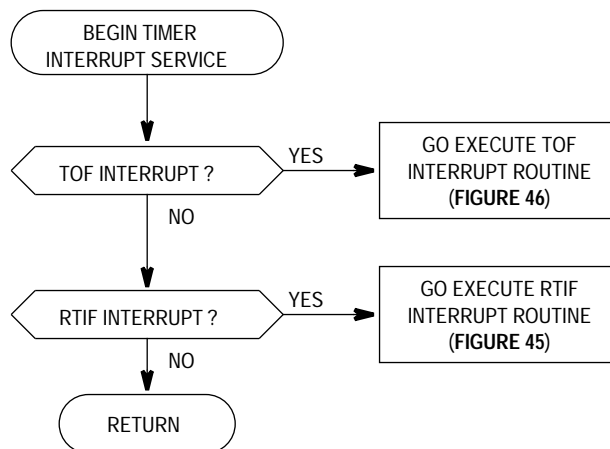 BEGIN TIMER
INTERRUPT SERVICE
TOF INTERRUPT ?
YES
GO EXECUTE TOF
INTERRUPT ROUTINE
(FIGURE 46)
NO
RTIF INTERRUPT ?
YES
GO EXECUTE RTIF
INTERRUPT ROUTINE
(FIGURE 45)
NO
RETURN